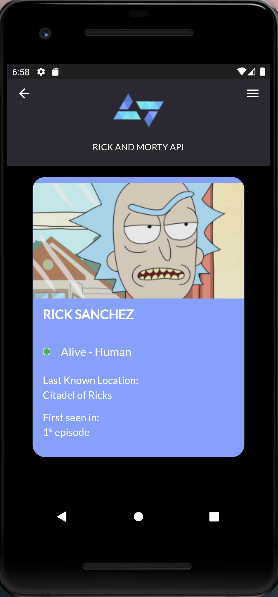 6:58
RICK AND MORTY API
RICK SANCHEZ
Alive - Human
Last Known Location:
Citadel of Ricks
First seen in:
1° episode